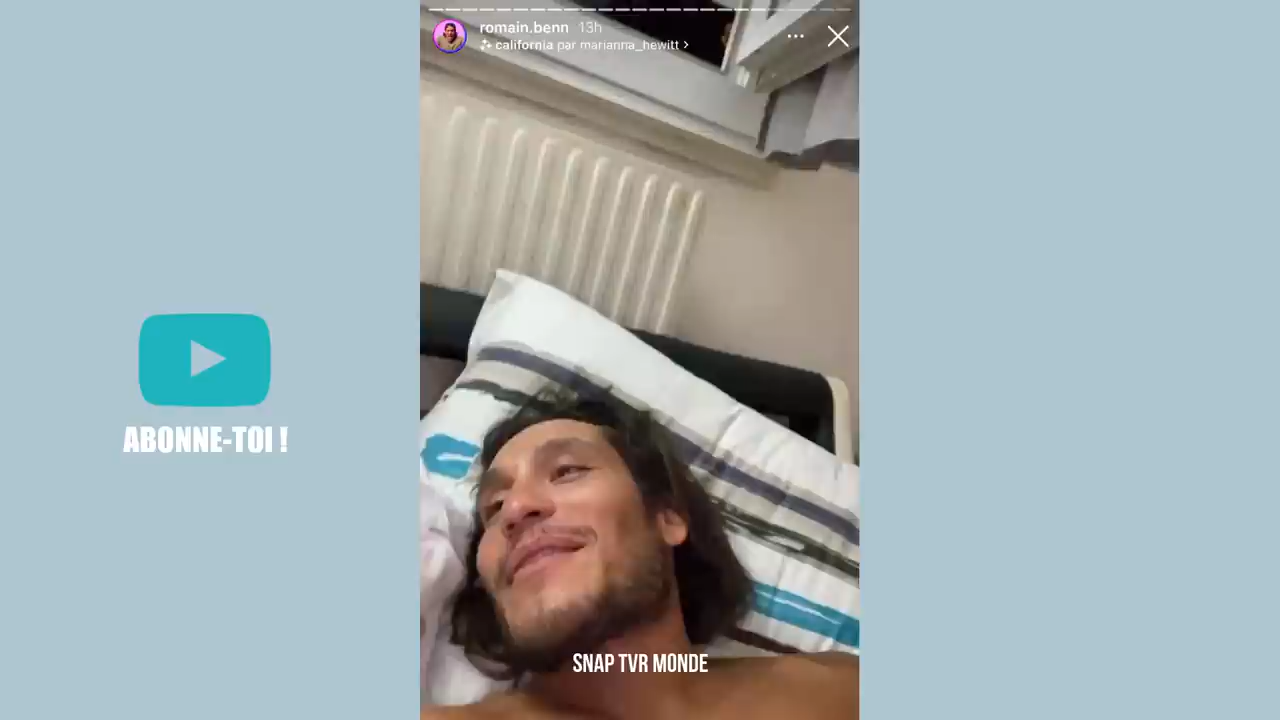 romain.benn 13h
california par marianna_hewitt
ABONNE-TOI !
SNAP TVR MONDE